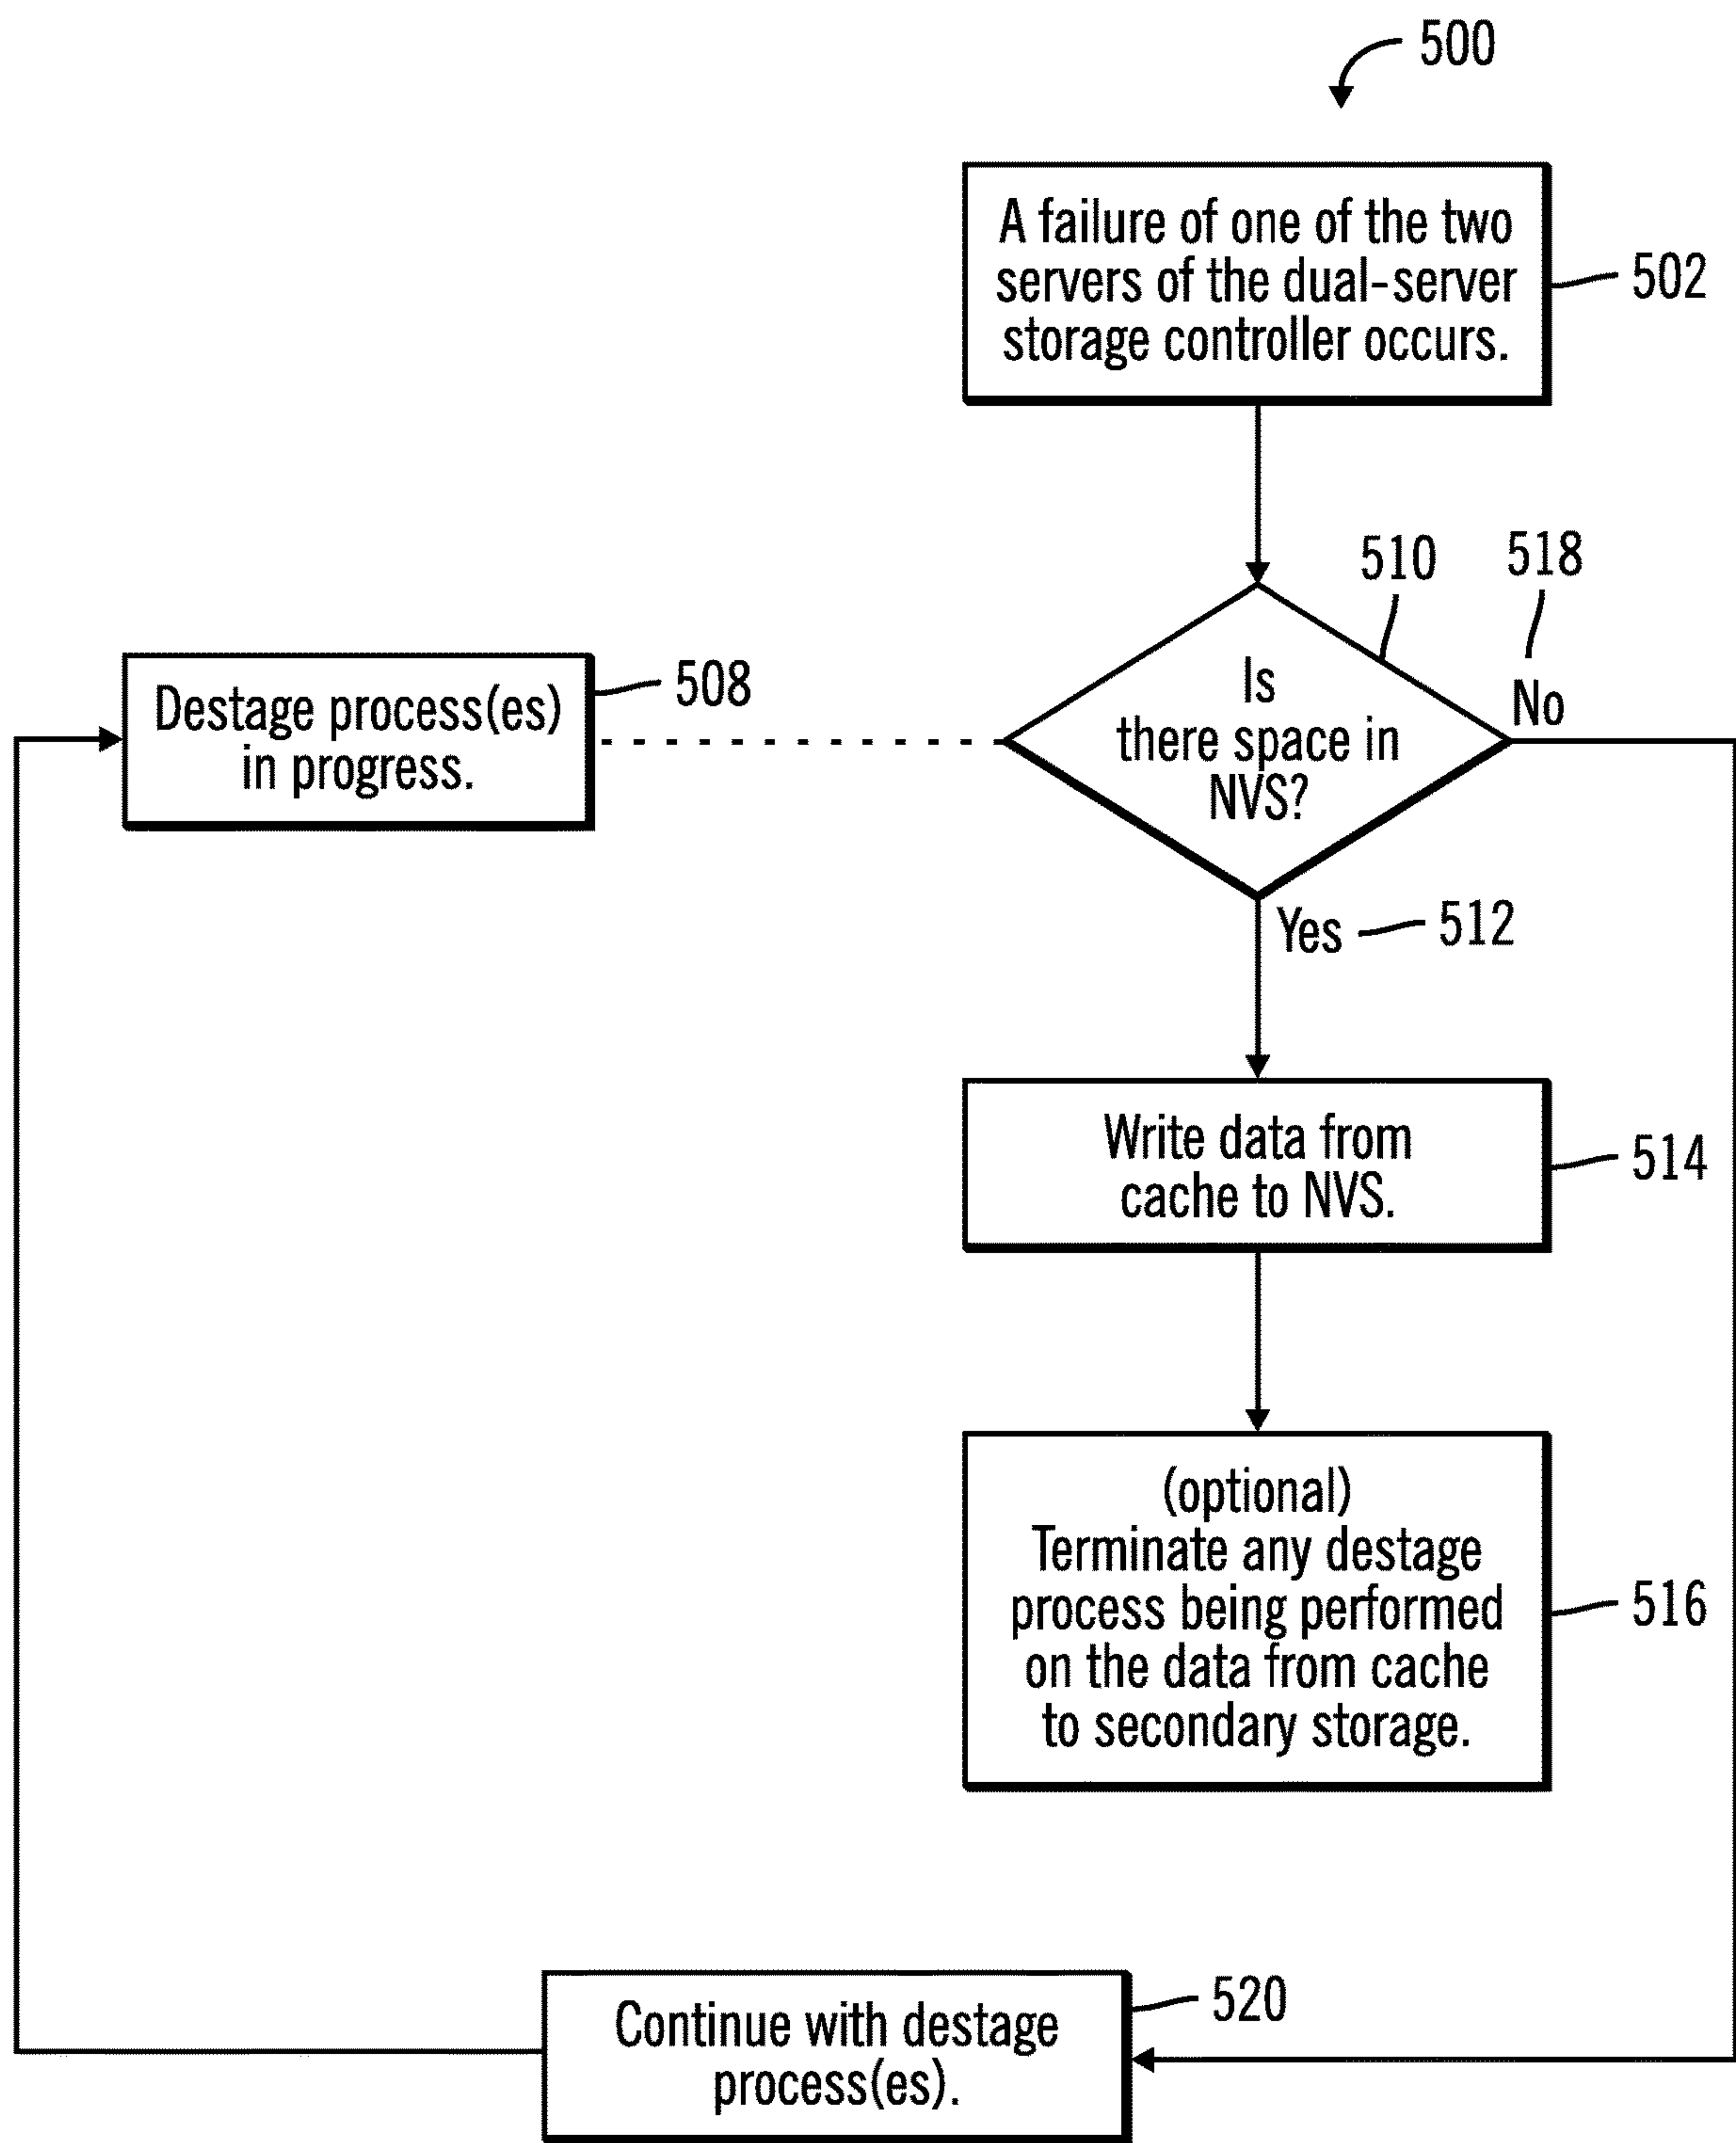 500
A failure of one of the two
servers of the dual-server
storage controller occurs.
502
510
518
No
Is
there space in
NVS?
Destage process(es)
in progress.
508
Yes
512
Write data from
cache to NVS.
514
(optional)
Terminate any destage
process being performed
on the data from cache
to secondary storage.
516
Continue with destage
process(es).
520